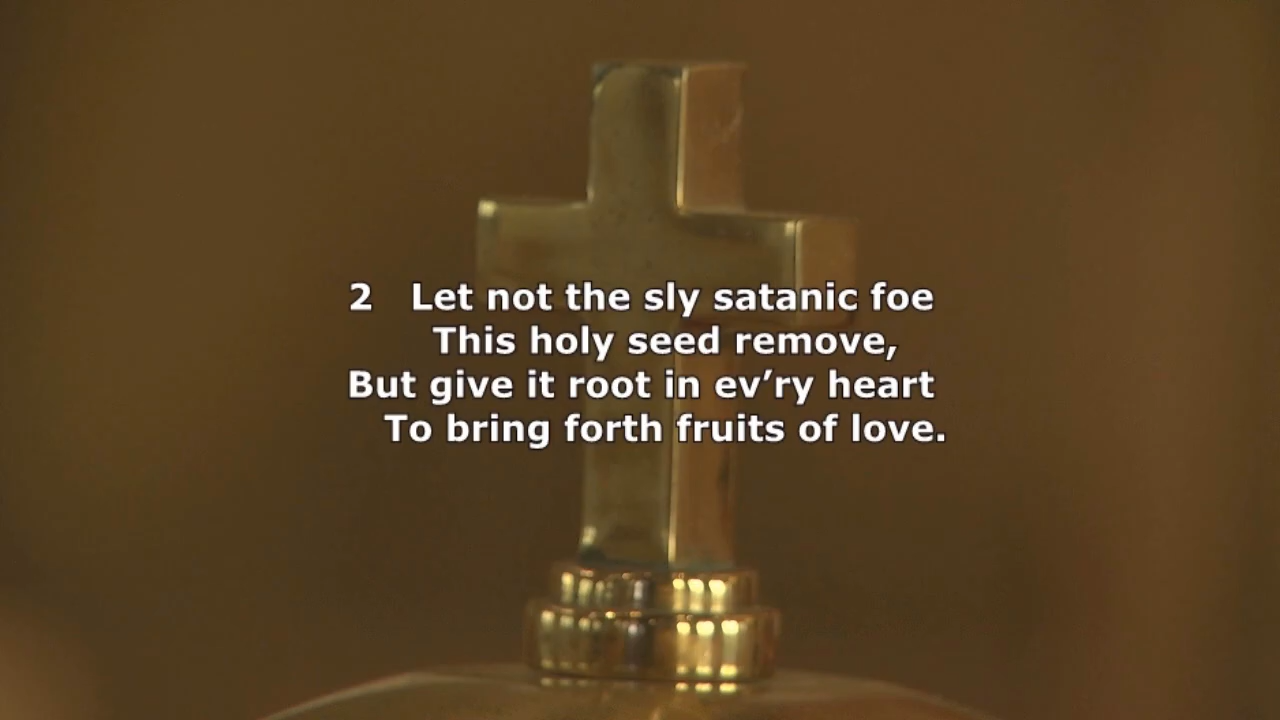 2 Let not the sly satanic foe
This holy seed remove,
But give it root in ev’ry heart
To bring forth fruits of love.